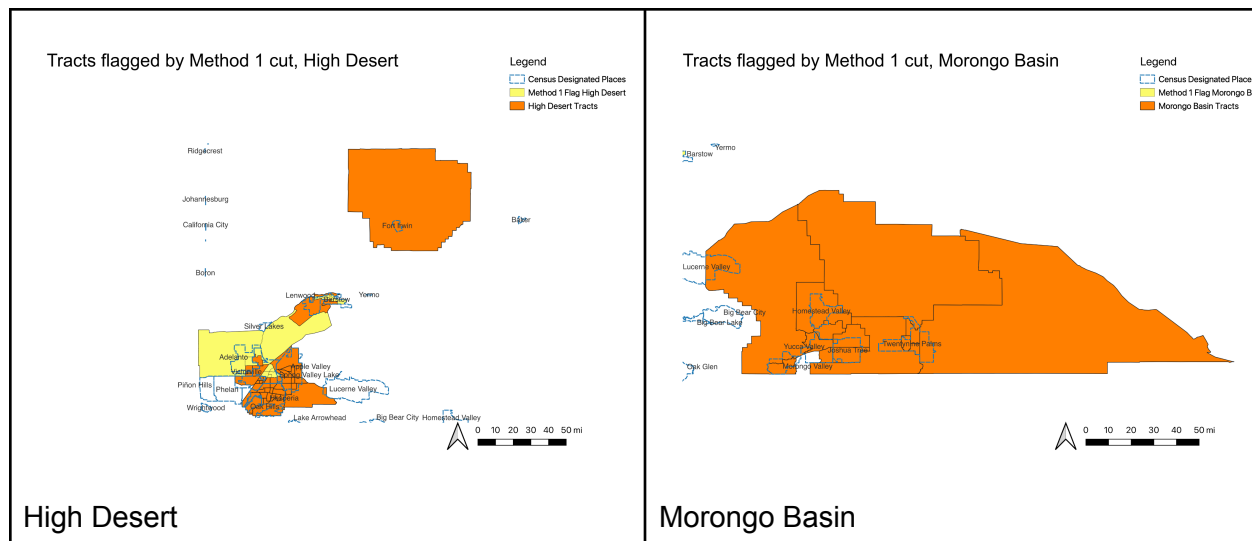 Tracts flagged by Method 1 cut, High Desert
Legend
Census Designated Places
Method 1 Flag High Desert
High Desert Tracts
Ridgecrest
Johannesburg
California City
Fort Irwin
Baker
Boron
Lenwood
Barstow
Yermo
Silver Lakes
Adelanto
Victorville
Apple Valley
Spring Valley Lake
Piñon Hills
Phelan
Hesperia
Lucerne Valley
Wrightwood
Oak Hills
Lake Arrowhead
Big Bear City
Homestead Valley
0 10 20 30 40 50 mi
High Desert
Tracts flagged by Method 1 cut, Morongo Basin
Legend
Census Designated Place
Method 1 Flag Morongo B
Morongo Basin Tracts
Yermo
Barstow
Lucerne Valley
Big Bear City
Big Bear Lake
Homestead Valley
Yucca Valley
Joshua Tree
Twentynine Palms
Oak Glen
Morongo Valley
0 10 20 30 40 50 mi
Morongo Basin